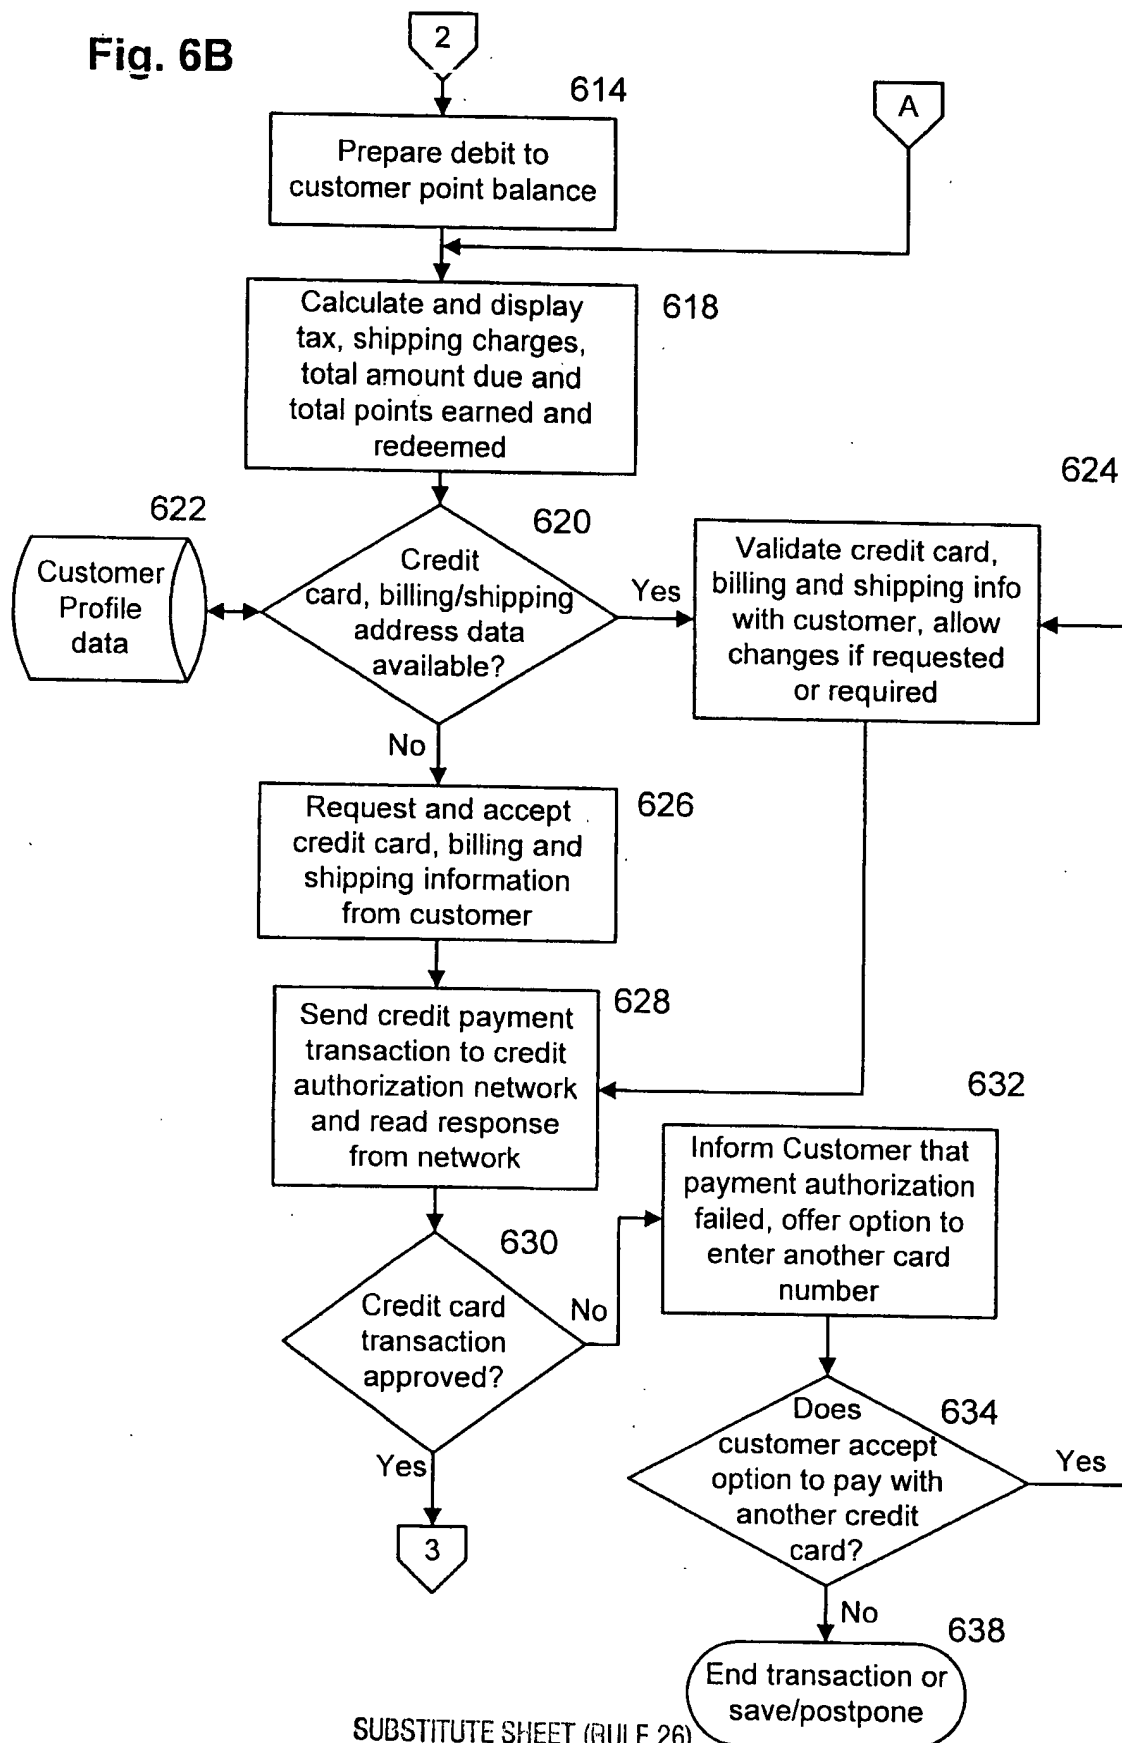 Fig. 6B
2
614
A
Prepare debit to
customer point balance
618
Calculate and display
tax, shipping charges,
total amount due and
total points earned and
redeemed
624
622
620
Customer
Profile
data
Credit
card, billing/shipping
address data
available?
Yes
Validate credit card,
billing and shipping info
with customer, allow
changes if requested
or required
No
626
Request and accept
credit card, billing and
shipping information
from customer
628
Send credit payment
transaction to credit
authorization network
and read response
from network
632
Inform Customer that
payment authorization
failed, offer option to
enter another card
number
630
Credit card
transaction
approved?
No
Yes
3
634
Does
customer accept
option to pay with
another credit
card?
Yes
No
638
End transaction or
save/postpone
SUBSTITUTE SHEET (RULE 26)